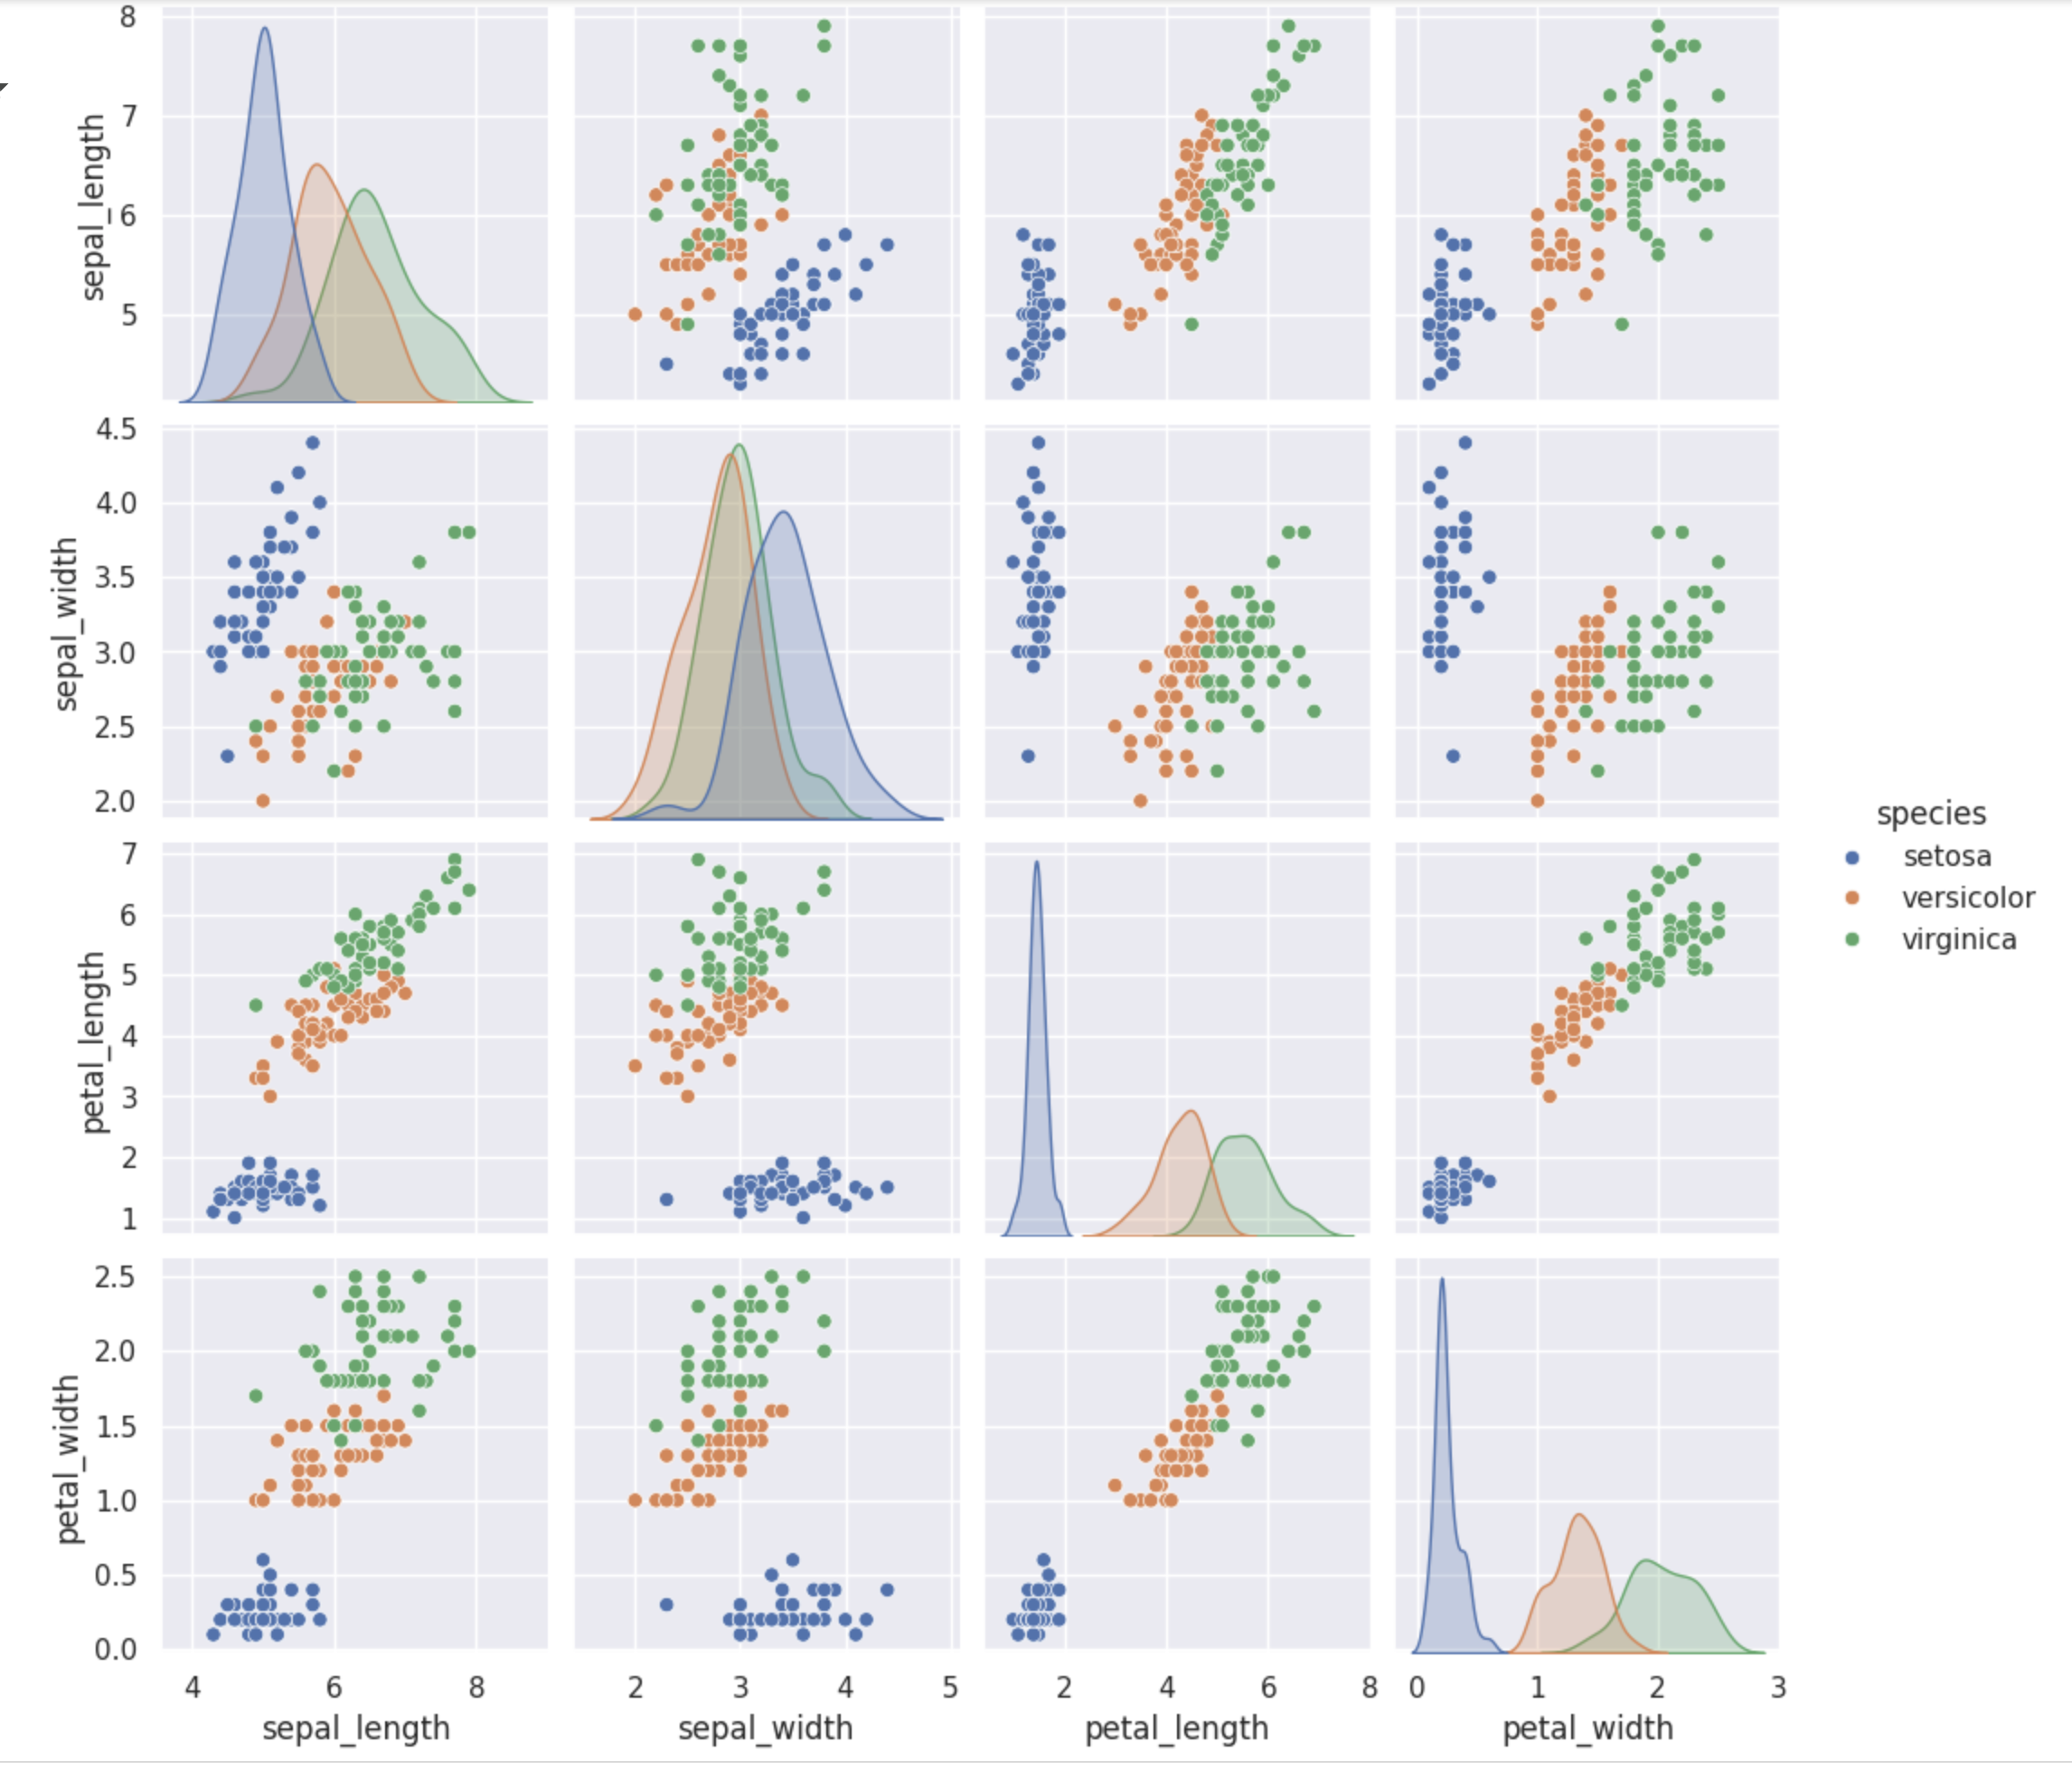 8
7
6
5
sepal_length
4.5
4.0
3.5
3.0
2.5
2.0
sepal_width
species
setosa
versicolor
virginica
7
6
5
4
3
2
1
petal_length
2.5
2.0
1.5
1.0
0.5
0.0
petal_width
4 6 8 2 3 4 5 2 4 6 8 0 1 2 3
sepal_length sepal_width petal_length petal_width